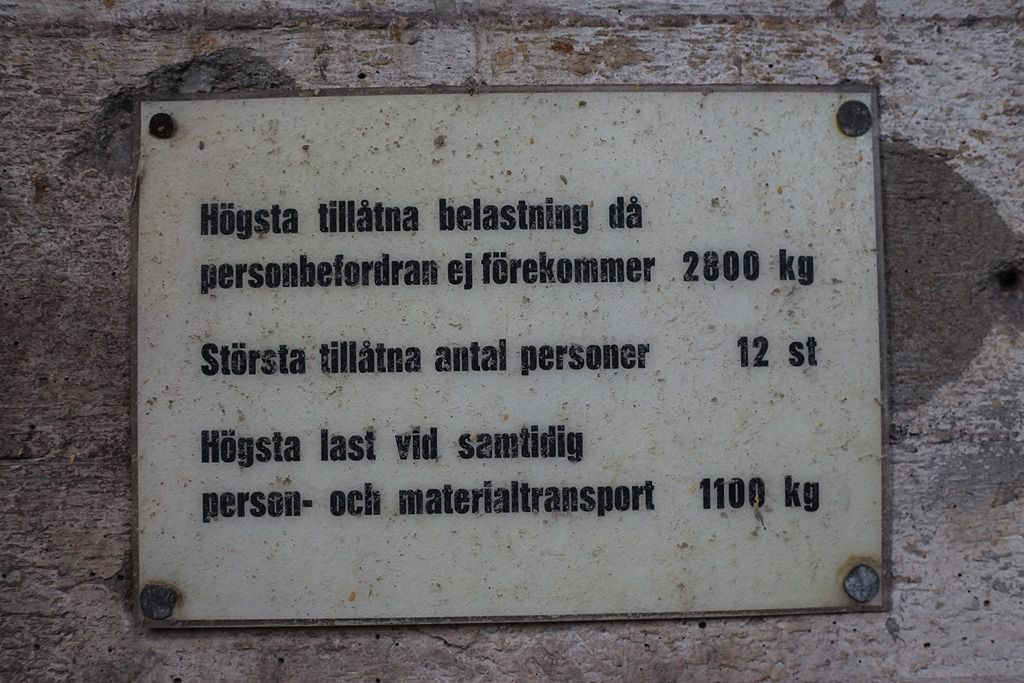 Högsta tillåtna belastning då
personbefordran ej förekommer 2800 kg
Största tillåtna antal personer 12 st
Högsta last vid samtidig
person- och materialtransport 1100 kg